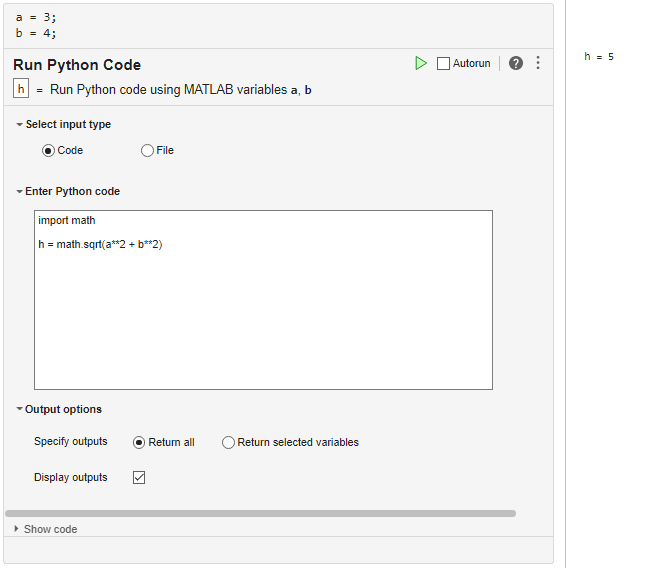 a = 3;
b = 4;
Run Python Code
Autorun
?
h = Run Python code using MATLAB variables a, b
Select input type
Code
File
Enter Python code
import math
h = math.sqrt(a**2 + b**2)
Output options
Specify outputs
Return all
Return selected variables
Display outputs
Show code
h = 5